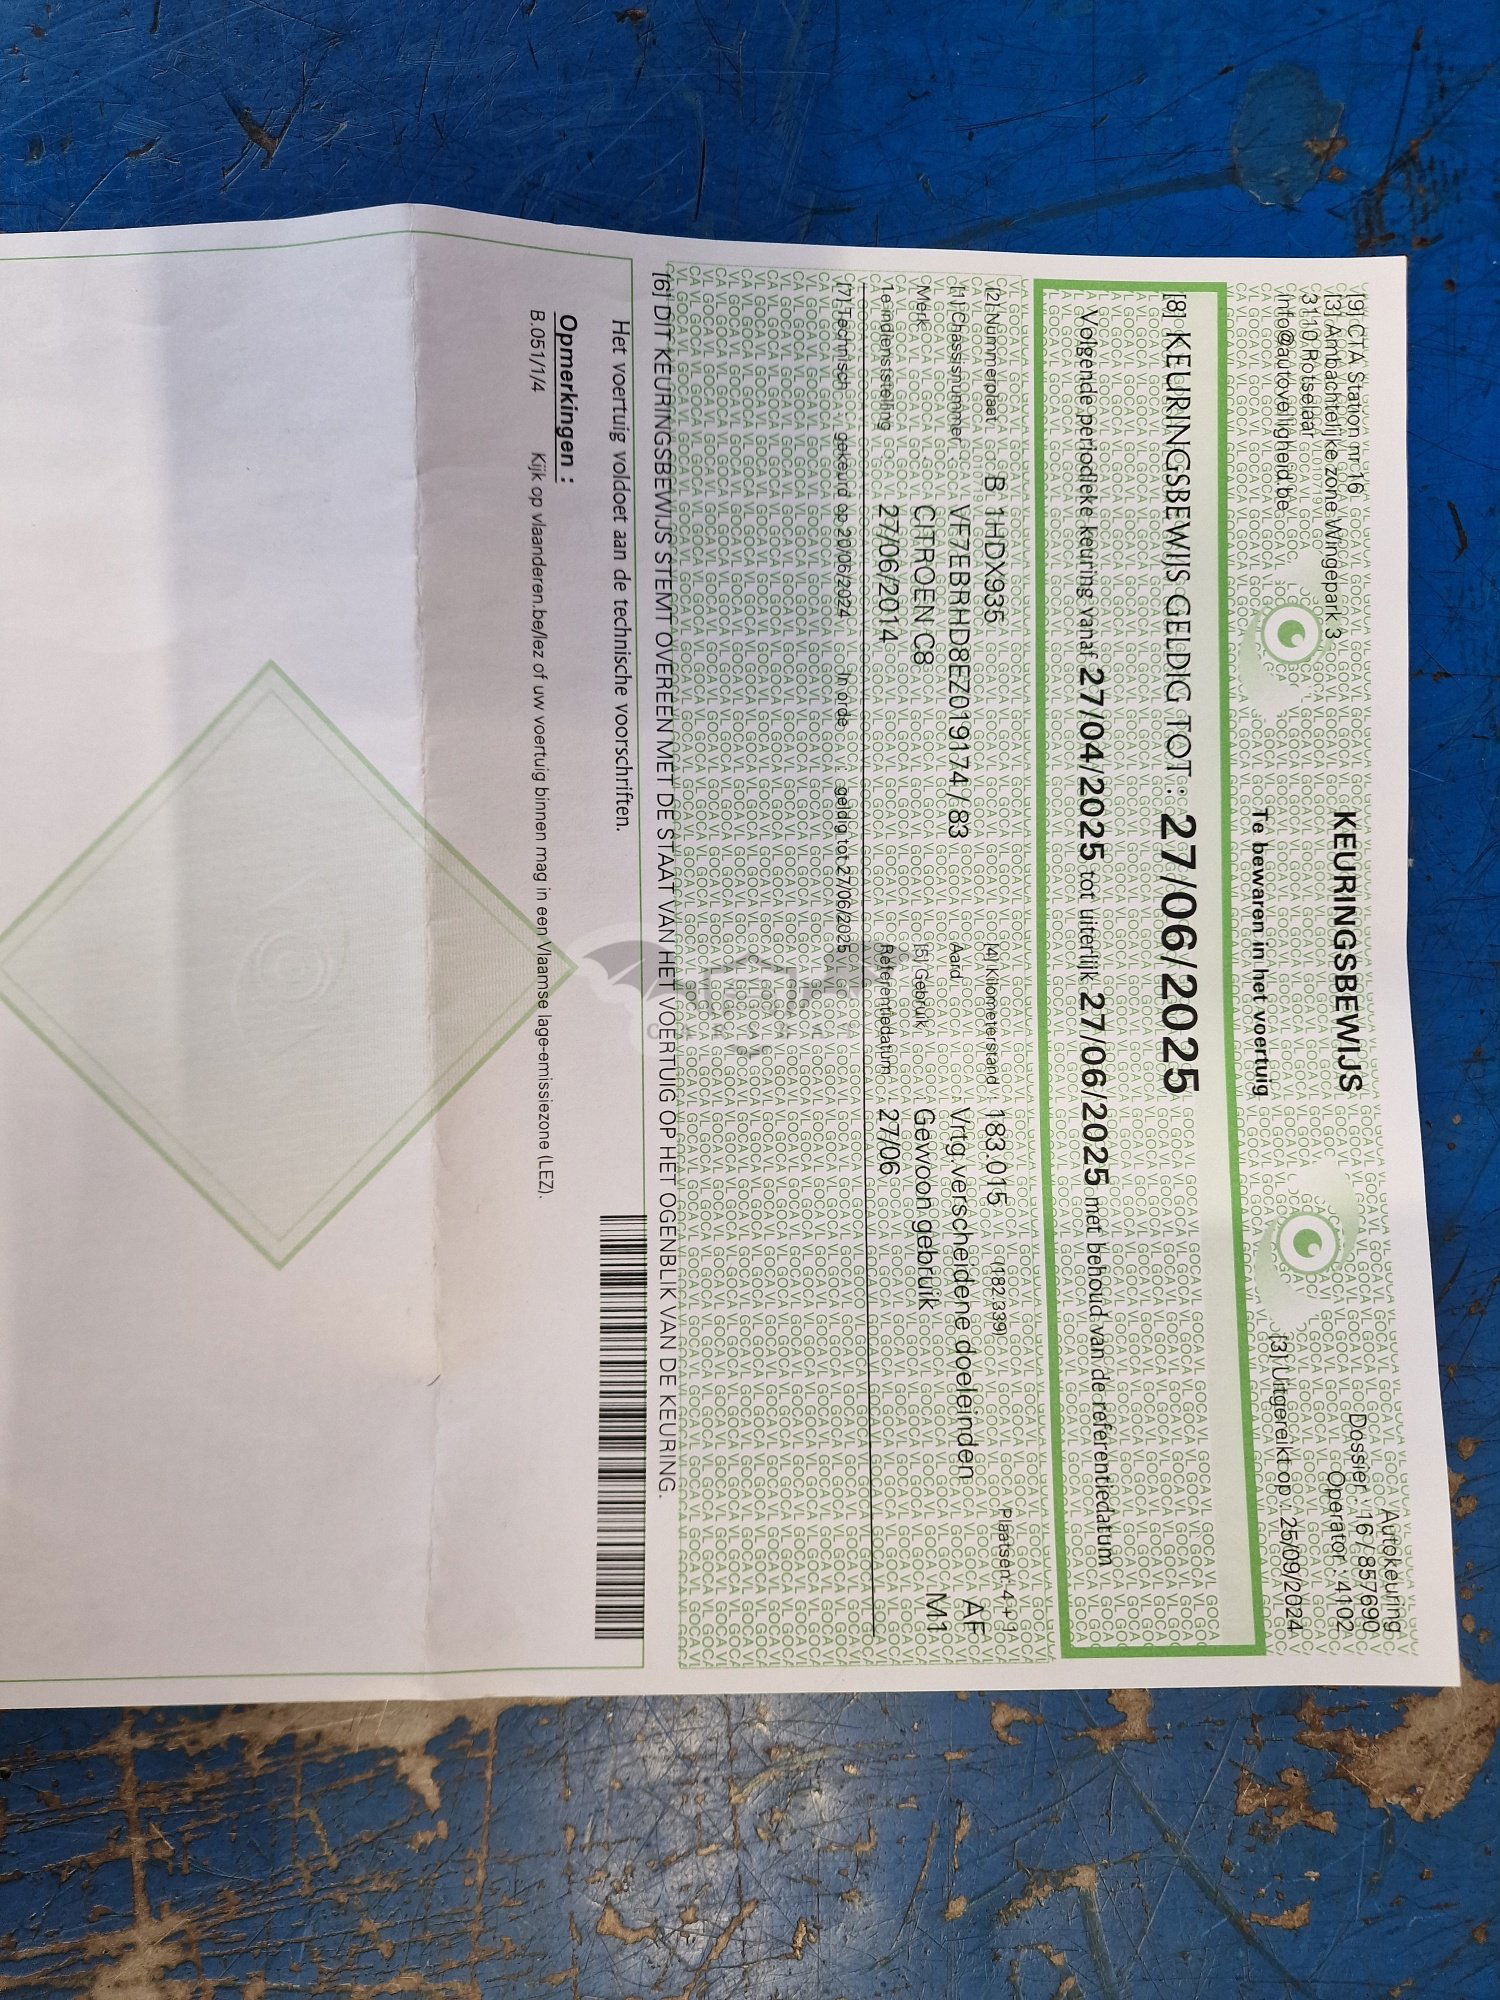 [9] CTA Station nr 16
[3] Ambachtelijke zone Wingepark 3
3110 Rotselaar
info@autoveiligheid.be
KEURINGSBEWIJS
Te bewaren in het voertuig
Autokeuring
Dossier : 16 / 857690
Operator : 4102
[3] Uitgereikt op : 25/09/2024
[8] KEURINGSBEWIJS GELDIG TOT : 27/06/2025
Volgende periodieke keuring vanaf 27/04/2025 tot uiterlijk 27/06/2025 met behoud van de referentiedatum
[2] Nummerplaat B 1HDX935 [4] Kilometerstand : 183.015 (182.339) Plaatsen: 4 + 1
[1] Chassisnummer VF7EBRHD8EZ019174 / 83 Aard : Vrtg.verscheidene doeleinden AF
Merk CITROEN C8 [5] Gebruik : Gewoon gebruik M1
1e indienststelling 27/06/2014 Referentiedatum : 27/06
[7] Technisch gekeurd op 20/06/2024 In orde geldig tot 27/06/2025
[6] DIT KEURINGSBEWIJS STEMT OVEREEN MET DE STAAT VAN HET VOERTUIG OP HET OGENBLIK VAN DE KEURING.
Het voertuig voldoet aan de technische voorschriften.
Opmerkingen :
B.051/1/4 Kijk op vlaanderen.be/lez of uw voertuig binnen mag in een Vlaamse lage-emissiezone (LEZ).